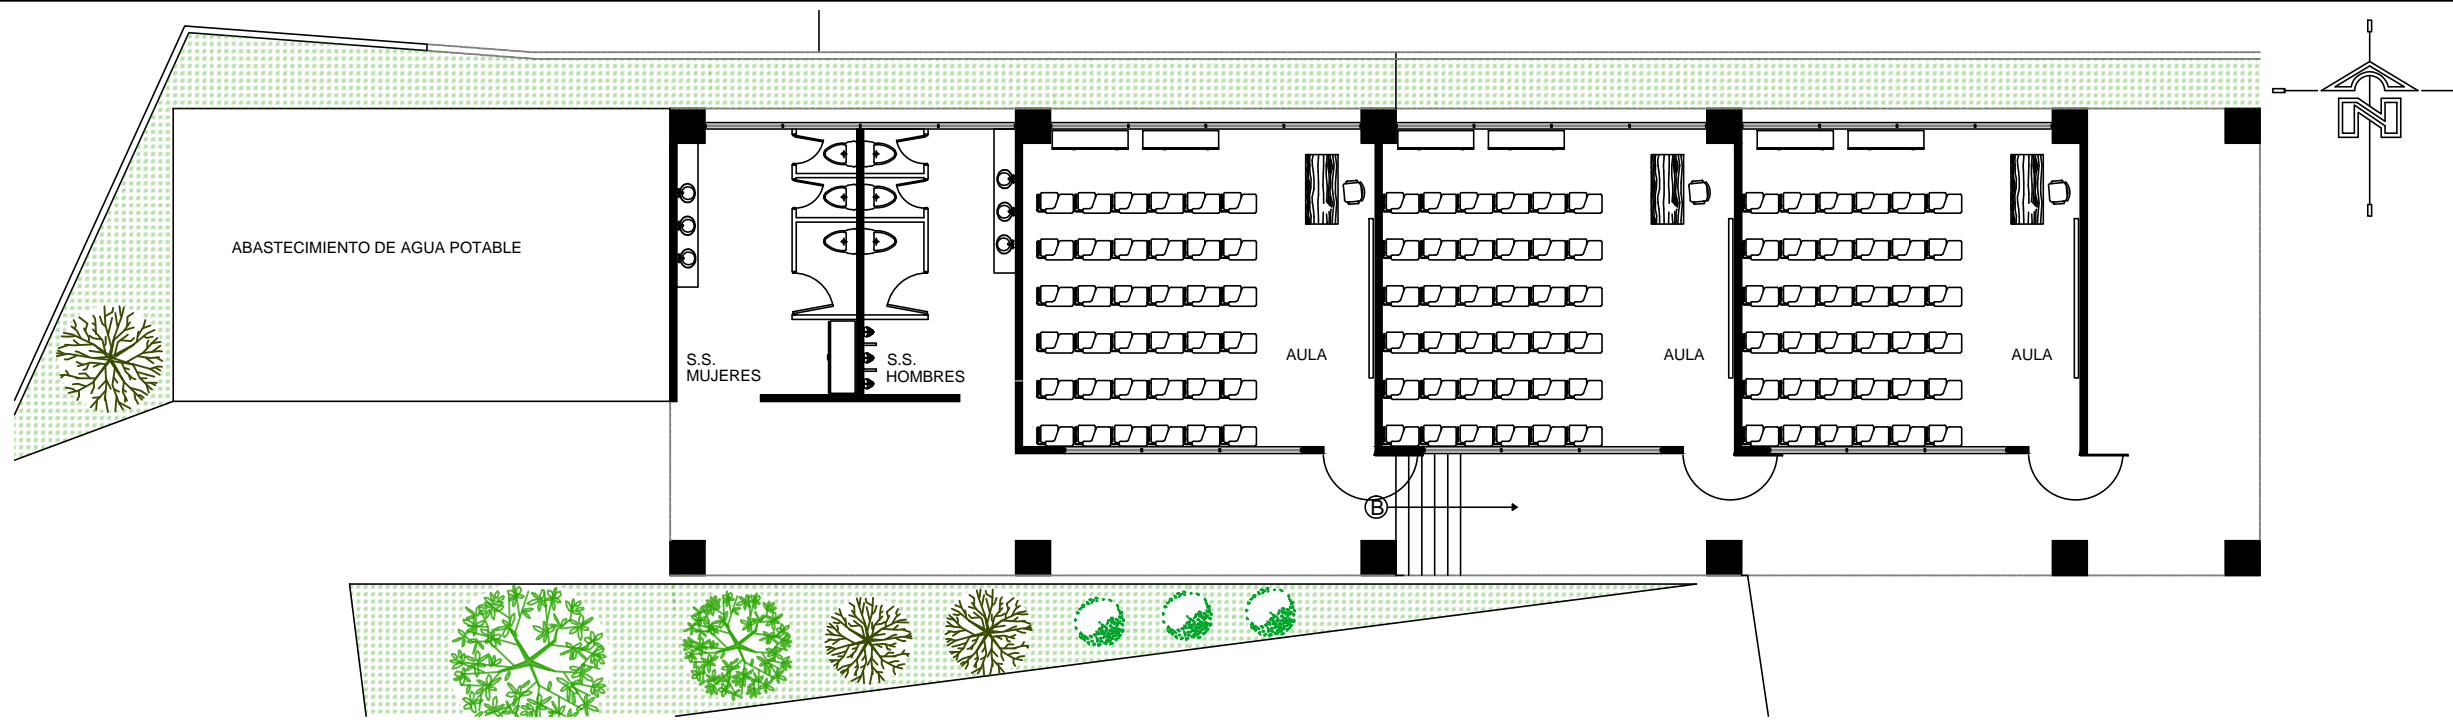 N
ABASTECIMIENTO DE AGUA POTABLE
S.S.
MUJERES
S.S.
HOMBRES
AULA
AULA
AULA
B